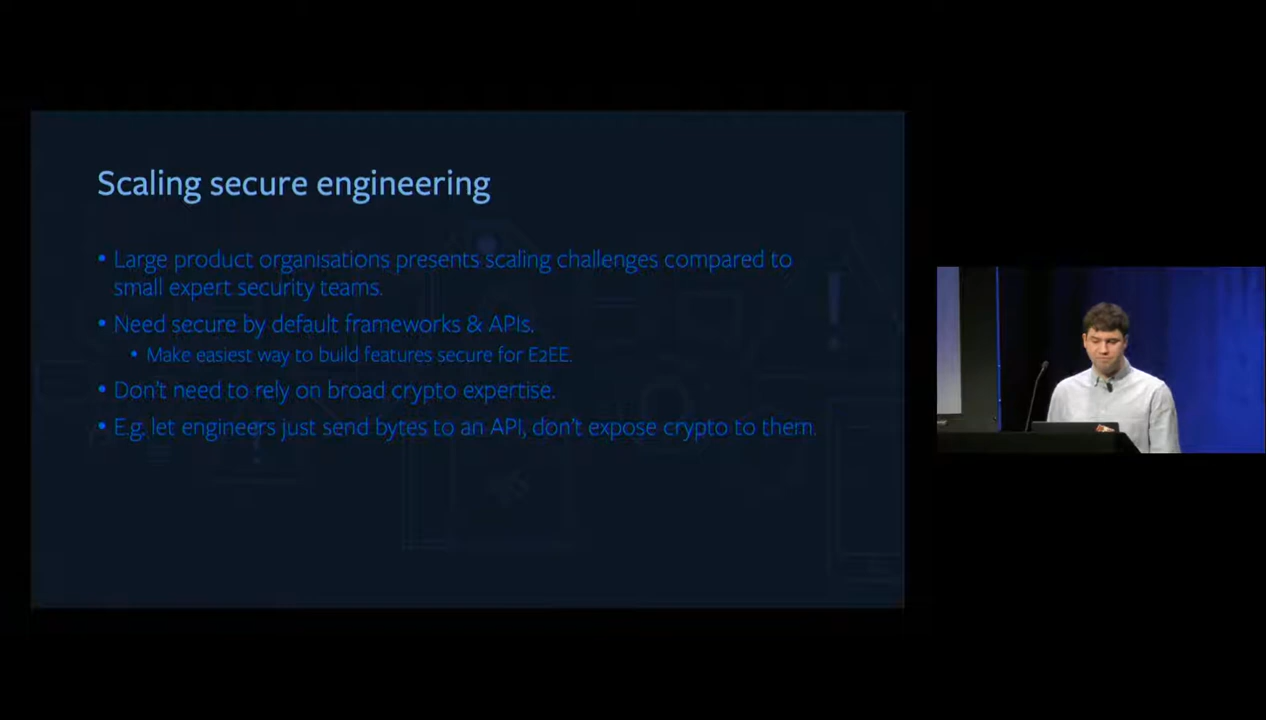 Scaling secure engineering
• Large product organisations presents scaling challenges compared to
small expert security teams.
• Need secure by default frameworks & APIs.
• Make easiest way to build features secure for E2EE.
• Don't need to rely on broad crypto expertise.
• E.g. let engineers just send bytes to an API, don't expose crypto to them.